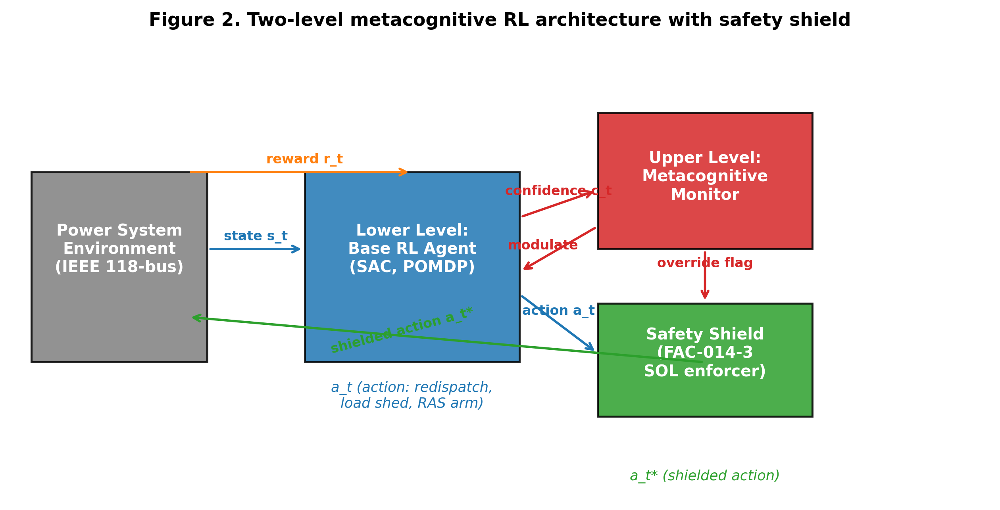 Figure 2. Two-level metacognitive RL architecture with safety shield
reward r_t
Power System
Environment
(IEEE 118-bus)
state s_t
Lower Level:
Base RL Agent
(SAC, POMDP)
confidence c_t
modulate
Upper Level:
Metacognitive
Monitor
override flag
action a_t
shielded action a_t*
Safety Shield
(FAC-014-3
SOL enforcer)
a_t (action: redispatch,
load shed, RAS arm)
a_t* (shielded action)